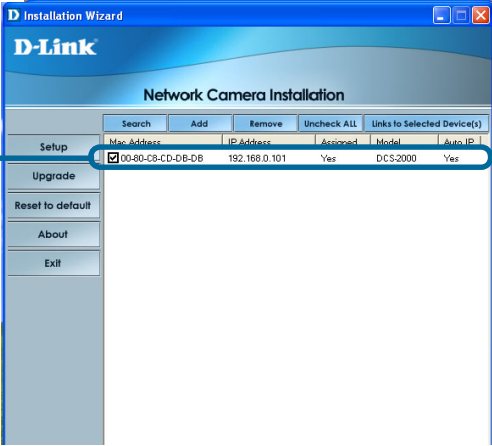 D Installation Wizard
D-Link
Network Camera Installation
Search Add Remove Uncheck ALL Links to Selected Device(s)
Mac Address IP Address Assigned Model Auto IP
00-80-C8-CD-DB-DB 192.168.0.101 Yes DCS-2000 Yes
Setup
Upgrade
Reset to default
About
Exit